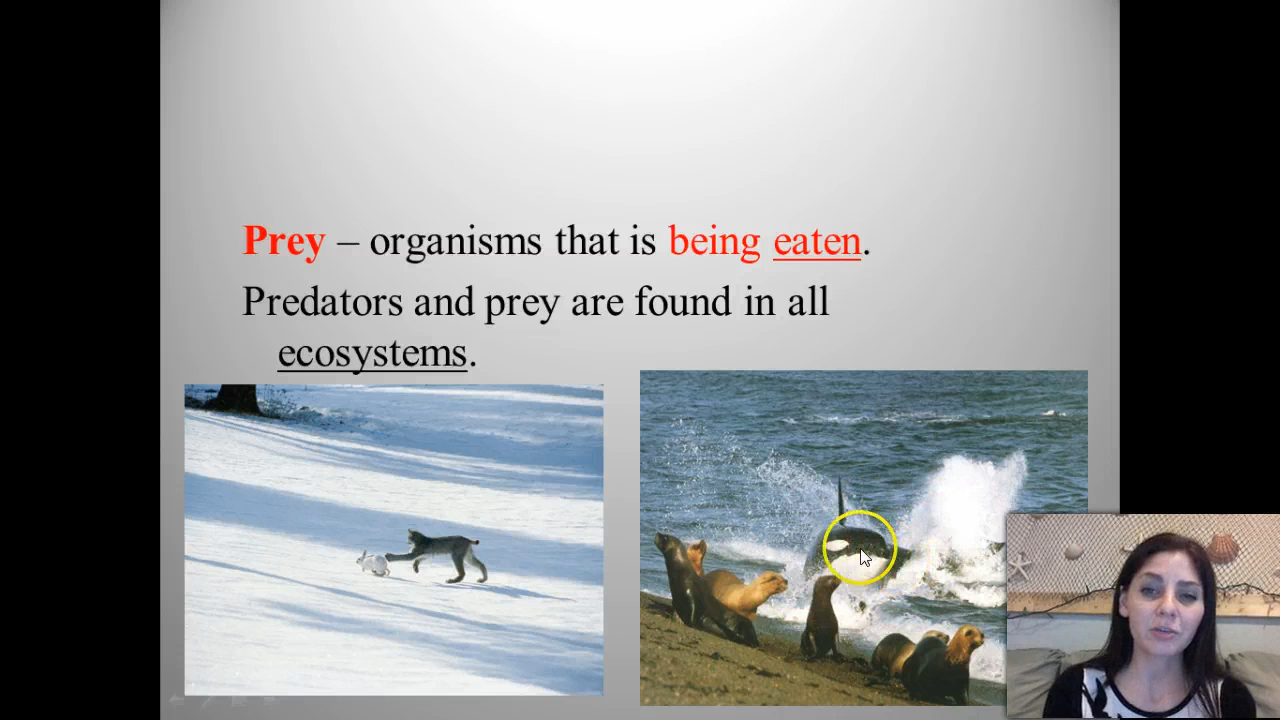 Prey – organisms that is being eaten.
Predators and prey are found in all
ecosystems.